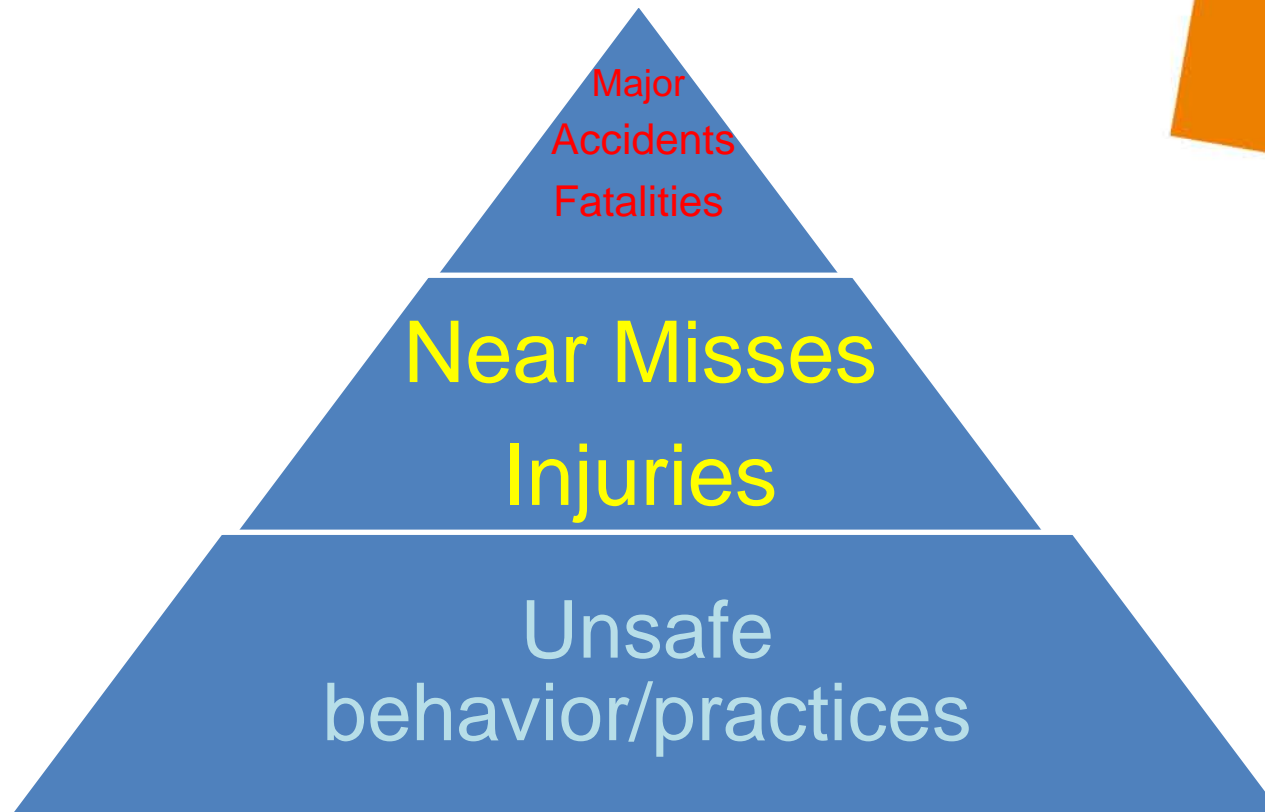 Major
Accidents
Fatalities
Near Misses
Injuries
Unsafe
behavior/practices